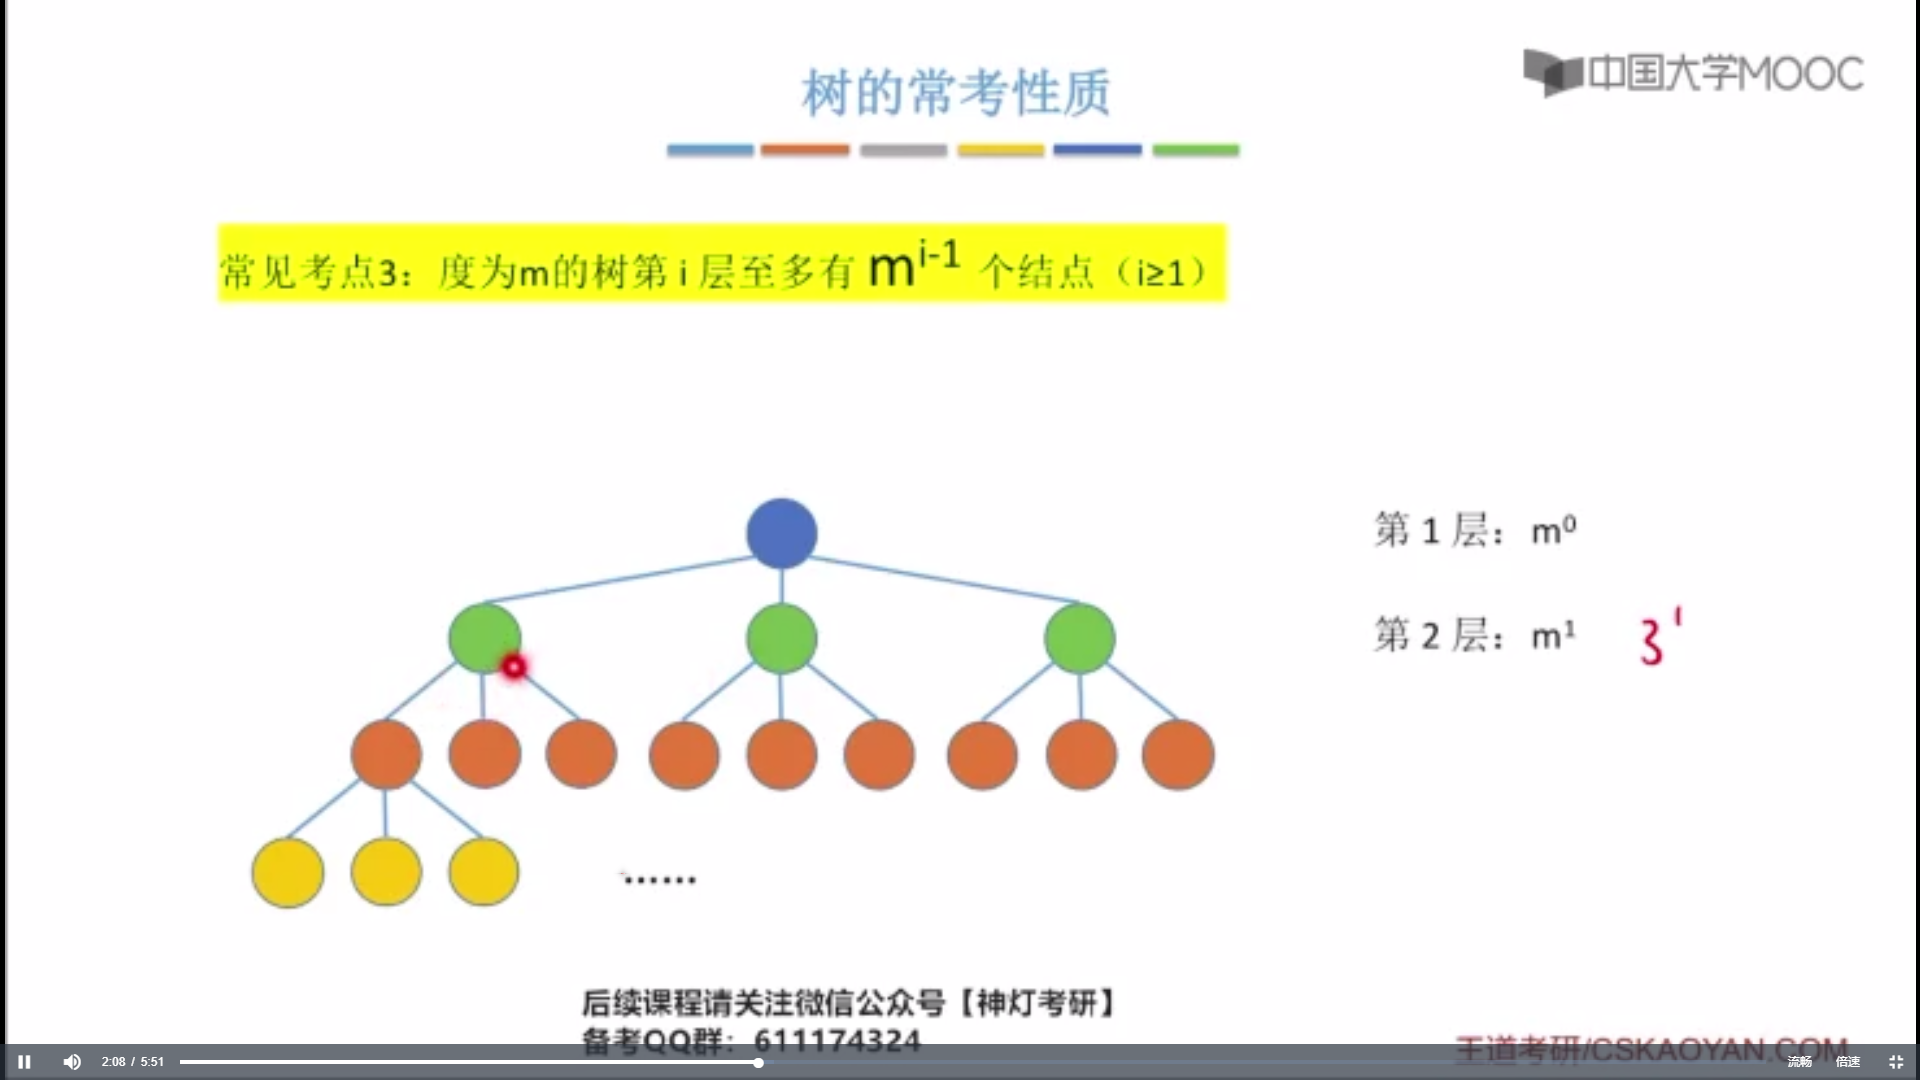 中国大学MOOC
树的常考性质
常见考点3：度为m的树第 i 层至多有 mⁱ⁻¹ 个结点（i≥1）
第 1 层：m⁰
第 2 层：m¹ 3¹
……
后续课程请关注微信公众号【神灯考研】
备考QQ群：611174324
王道考研/CSKAOYAN.COM
2:08 / 5:51 流畅 倍速